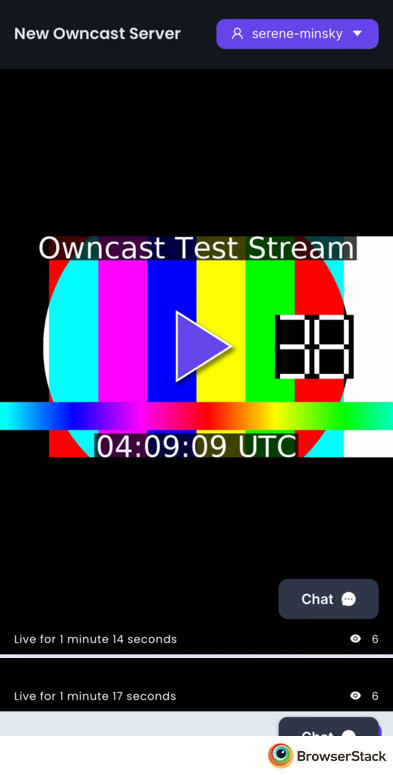 New Owncast Server
serene-minsky
Owncast Test Stream
04:09:09 UTC
Chat
Live for 1 minute 14 seconds
6
Live for 1 minute 17 seconds
6
Chat
BrowserStack